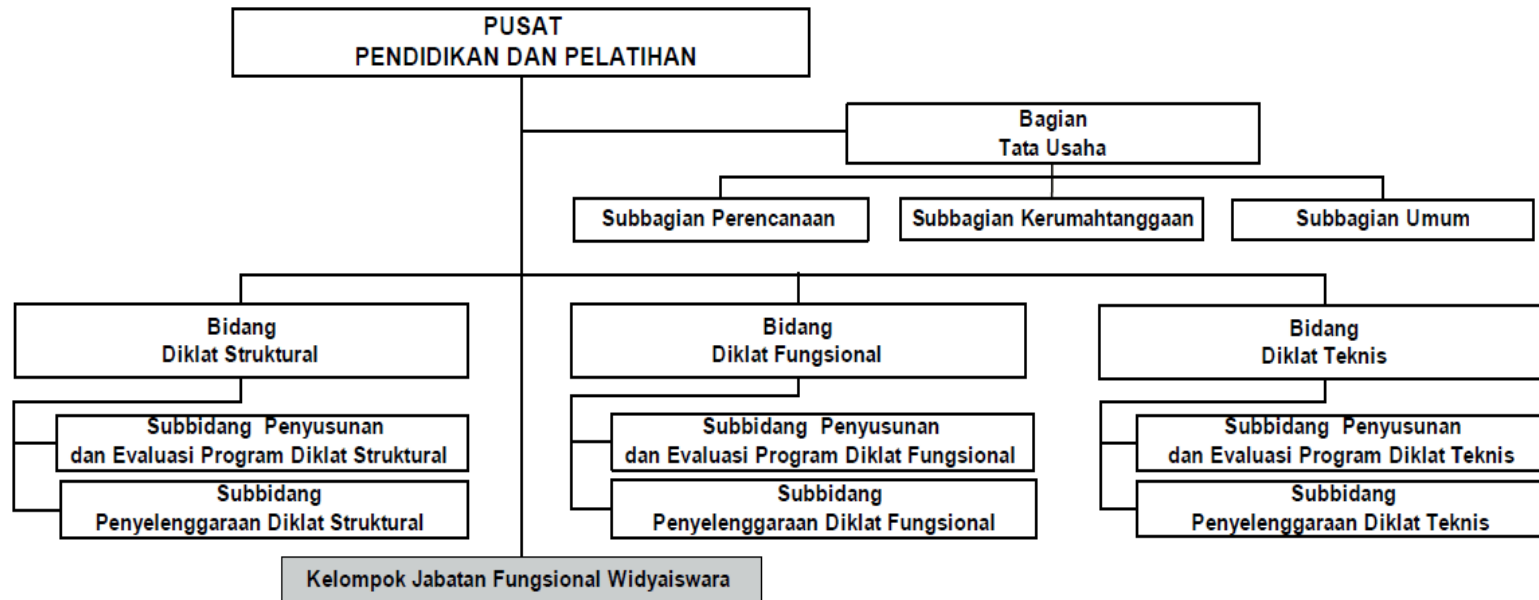 PUSAT
PENDIDIKAN DAN PELATIHAN
Bagian
Tata Usaha
Subbagian Perencanaan
Subbagian Kerumahtanggaan
Subbagian Umum
Bidang
Diklat Struktural
Bidang
Diklat Fungsional
Bidang
Diklat Teknis
Subbidang Penyusunan
dan Evaluasi Program Diklat Struktural
Subbidang
Penyelenggaraan Diklat Struktural
Subbidang Penyusunan
dan Evaluasi Program Diklat Fungsional
Subbidang
Penyelenggaraan Diklat Fungsional
Subbidang Penyusunan
dan Evaluasi Program Diklat Teknis
Subbidang
Penyelenggaraan Diklat Teknis
Kelompok Jabatan Fungsional Widyaiswara